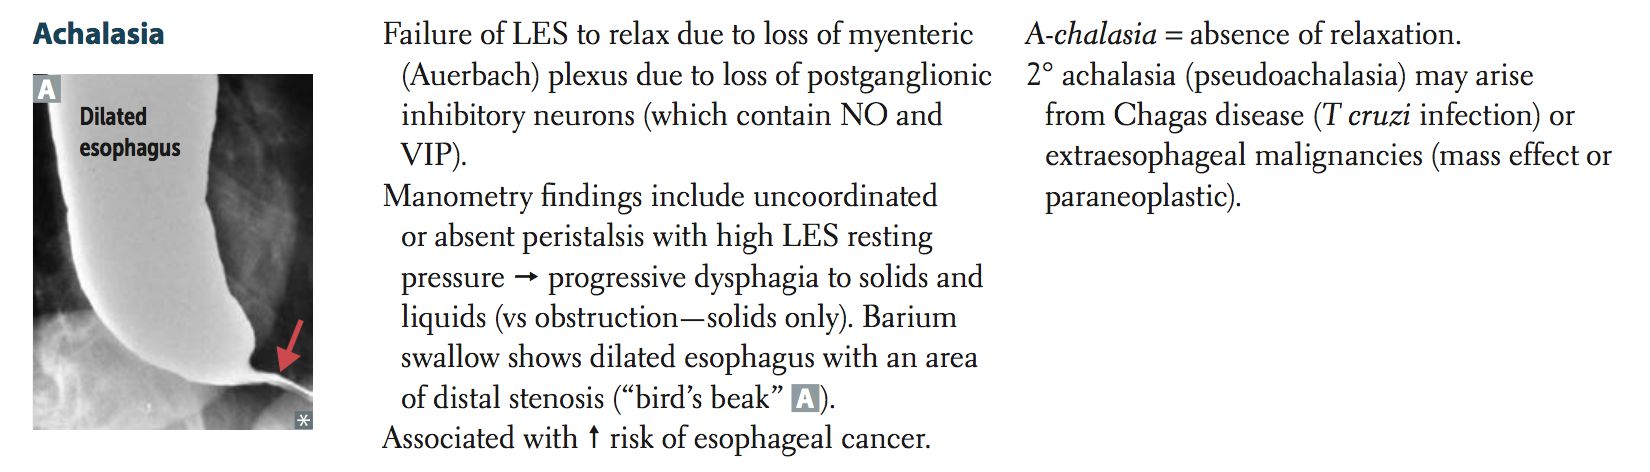 Achalasia
A
Dilated
esophagus
*
Failure of LES to relax due to loss of myenteric
(Auerbach) plexus due to loss of postganglionic
inhibitory neurons (which contain NO and
VIP).
Manometry findings include uncoordinated
or absent peristalsis with high LES resting
pressure → progressive dysphagia to solids and
liquids (vs obstruction—solids only). Barium
swallow shows dilated esophagus with an area
of distal stenosis (“bird’s beak” A).
Associated with ↑ risk of esophageal cancer.
A-chalasia = absence of relaxation.
2° achalasia (pseudoachalasia) may arise
from Chagas disease (T cruzi infection) or
extraesophageal malignancies (mass effect or
paraneoplastic).